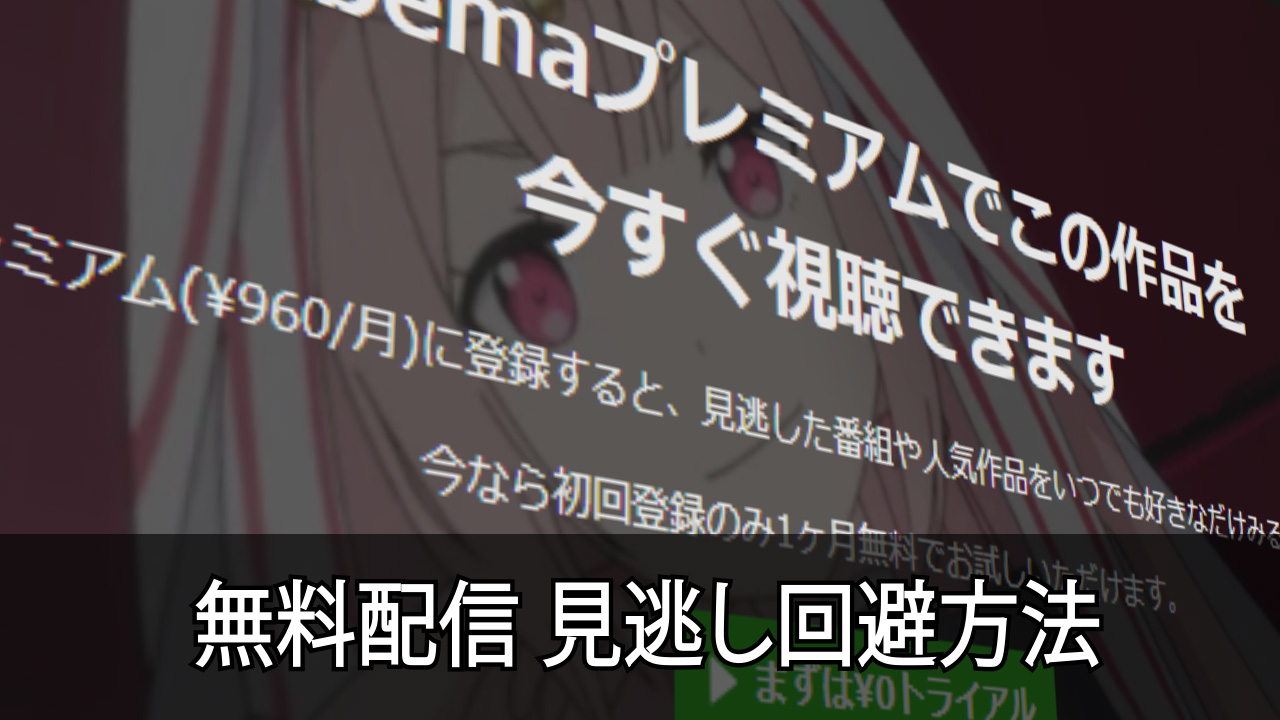 bemaプレミアムでこの作品を
今すぐ視聴できます
ミアム(¥960/月)に登録すると、見逃した番組や人気作品をいつでも好きなだけみる
今なら初回登録のみ1ヶ月無料でお試しいただけます。
無料配信 見逃し回避方法
まずは¥0トライアル